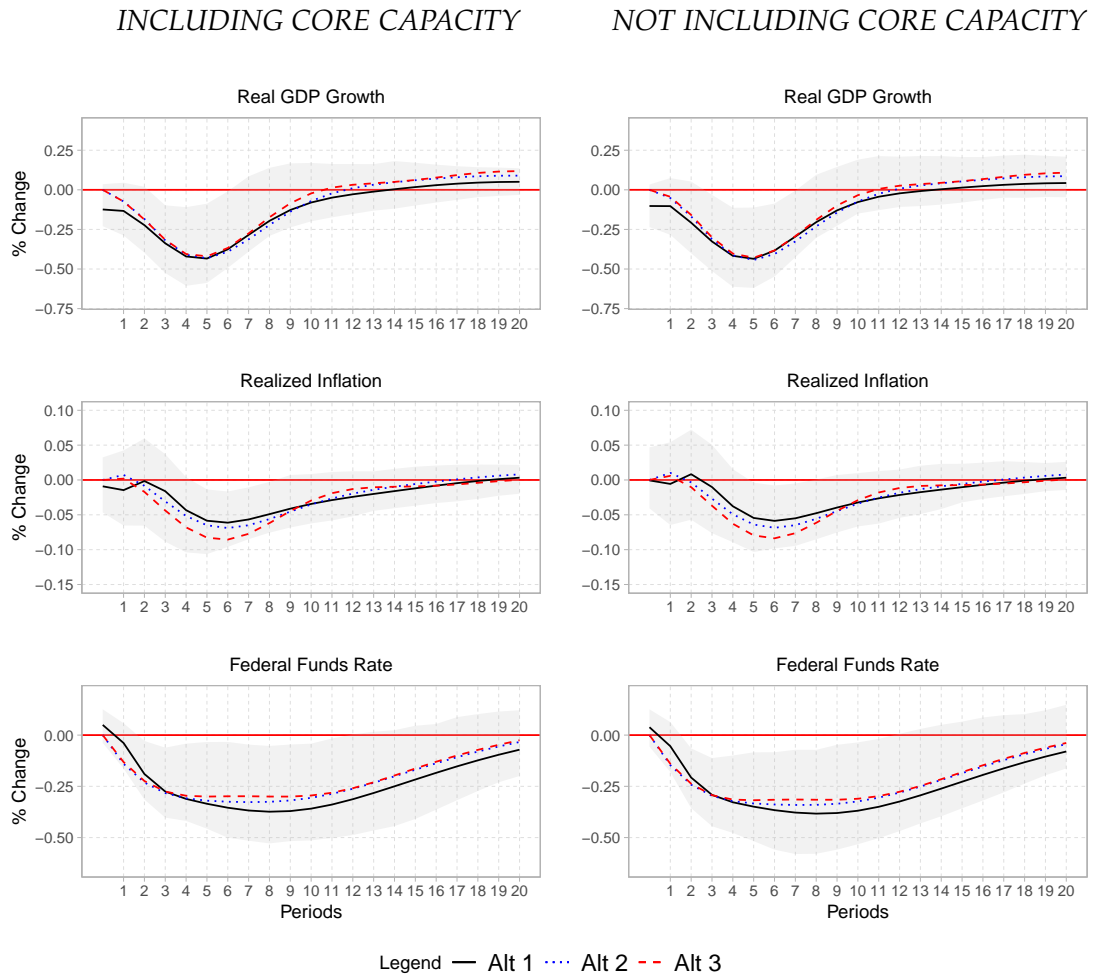 INCLUDING CORE CAPACITY
NOT INCLUDING CORE CAPACITY
Real GDP Growth
% Change
0.25
0.00
−0.25
−0.50
−0.75
1 2 3 4 5 6 7 8 9 10 11 12 13 14 15 16 17 18 19 20
Real GDP Growth
% Change
0.25
0.00
−0.25
−0.50
−0.75
1 2 3 4 5 6 7 8 9 10 11 12 13 14 15 16 17 18 19 20
Realized Inflation
% Change
0.10
0.05
0.00
−0.05
−0.10
−0.15
1 2 3 4 5 6 7 8 9 10 11 12 13 14 15 16 17 18 19 20
Realized Inflation
% Change
0.10
0.05
0.00
−0.05
−0.10
−0.15
1 2 3 4 5 6 7 8 9 10 11 12 13 14 15 16 17 18 19 20
Federal Funds Rate
% Change
0.00
−0.25
−0.50
1 2 3 4 5 6 7 8 9 10 11 12 13 14 15 16 17 18 19 20
Periods
Federal Funds Rate
% Change
0.00
−0.25
−0.50
1 2 3 4 5 6 7 8 9 10 11 12 13 14 15 16 17 18 19 20
Periods
Legend Alt 1 Alt 2 Alt 3